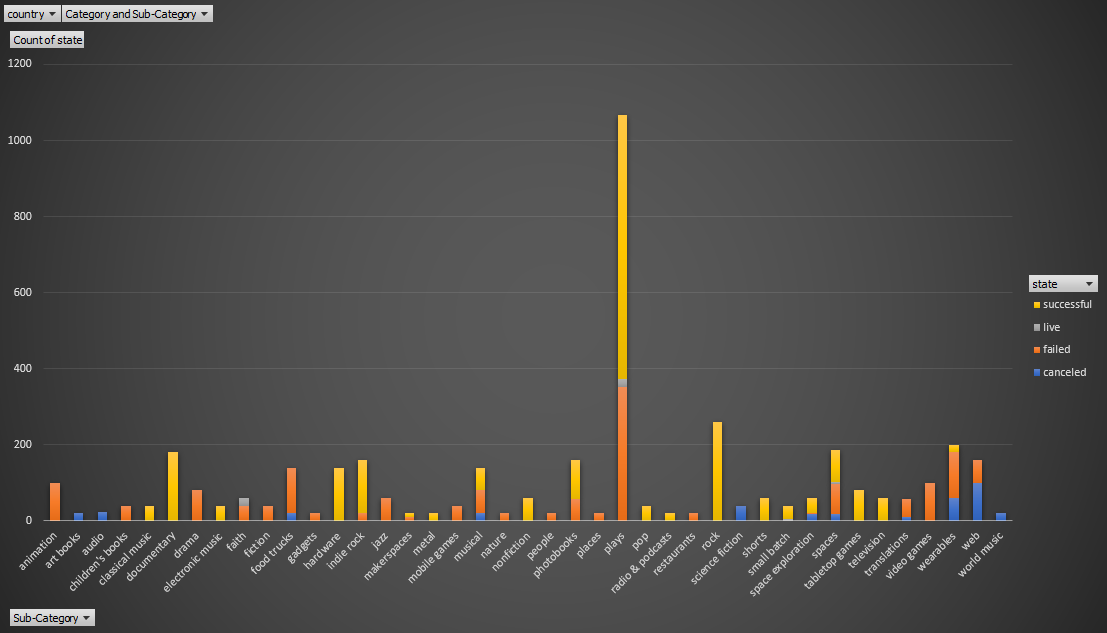 country
Category and Sub-Category
Count of state
1200
1000
800
600
400
200
0
animation
art books
audio
children's books
classical music
documentary
drama
electronic music
faith
fiction
food trucks
gadgets
hardware
indie rock
jazz
makerspaces
metal
mobile games
musical
nature
nonfiction
people
photobooks
places
plays
pop
radio & podcasts
restaurants
rock
science fiction
shorts
small batch
space exploration
spaces
tabletop games
television
translations
video games
wearables
web
world music
state
successful
live
failed
canceled
Sub-Category